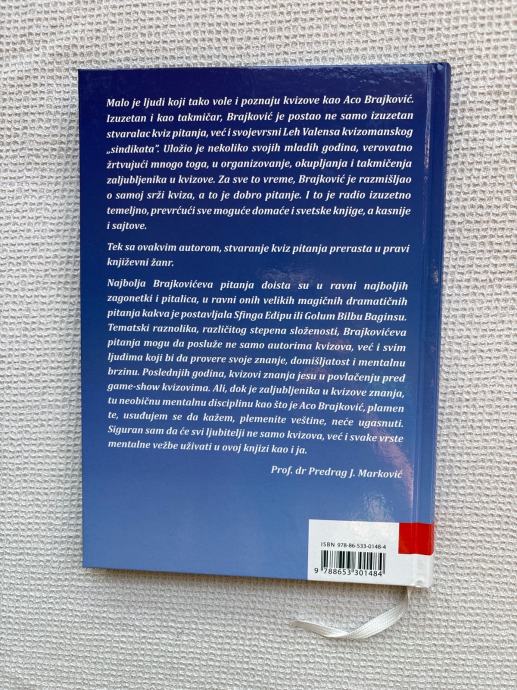 Malo je ljudi koji tako vole i poznaju kvizove kao Aco Brajković.
Izuzetan i kao takmičar, Brajković je postao ne samo izuzetan
stvaralac kviz pitanja, već i svojevrsni Leh Valensa kvizomanskog
„sindikata”. Uložio je nekoliko svojih mladih godina, verovatno
žrtvujući mnogo toga, u organizovanje, okupljanja i takmičenja
zaljubljenika u kvizove. Za sve to vreme, Brajković je razmišljao
o samoj srži kviza, a to je dobro pitanje. I to je radio izuzetno
temeljno, prevrćući sve moguće domaće i svetske knjige, a kasnije
i sajtove.
Tek sa ovakvim autorom, stvaranje kviz pitanja prerasta u pravi
književni žanr.
Najbolja Brajkovićeva pitanja doista su u ravni najboljih
zagonetki i pitalica, u ravni onih velikih magičnih dramatičnih
pitanja kakva je postavljala Sfinga Edipu ili Golum Bilbu Baginsu.
Tematski raznolika, različitog stepena složenosti, Brajkovićeva
pitanja mogu da posluže ne samo autorima kvizova, već i svim
ljudima koji bi da provere svoje znanje, domišljatost i mentalnu
brzinu. Poslednjih godina, kvizovi znanja jesu u povlačenju pred
game-show kvizovima. Ali, dok je zaljubljenika u kvizove znanja,
tu neobičnu mentalnu disciplinu kao što je Aco Brajković, plamen
te, usuđujem se da kažem, plemenite veštine, neće ugasnuti.
Siguran sam da će svi ljubitelji ne samo kvizova, već i svake vrste
mentalne vežbe uživati u ovoj knjizi kao i ja.
Prof. dr Predrag J. Marković
ISBN 978-86-533-0148-4
9 788653 301484